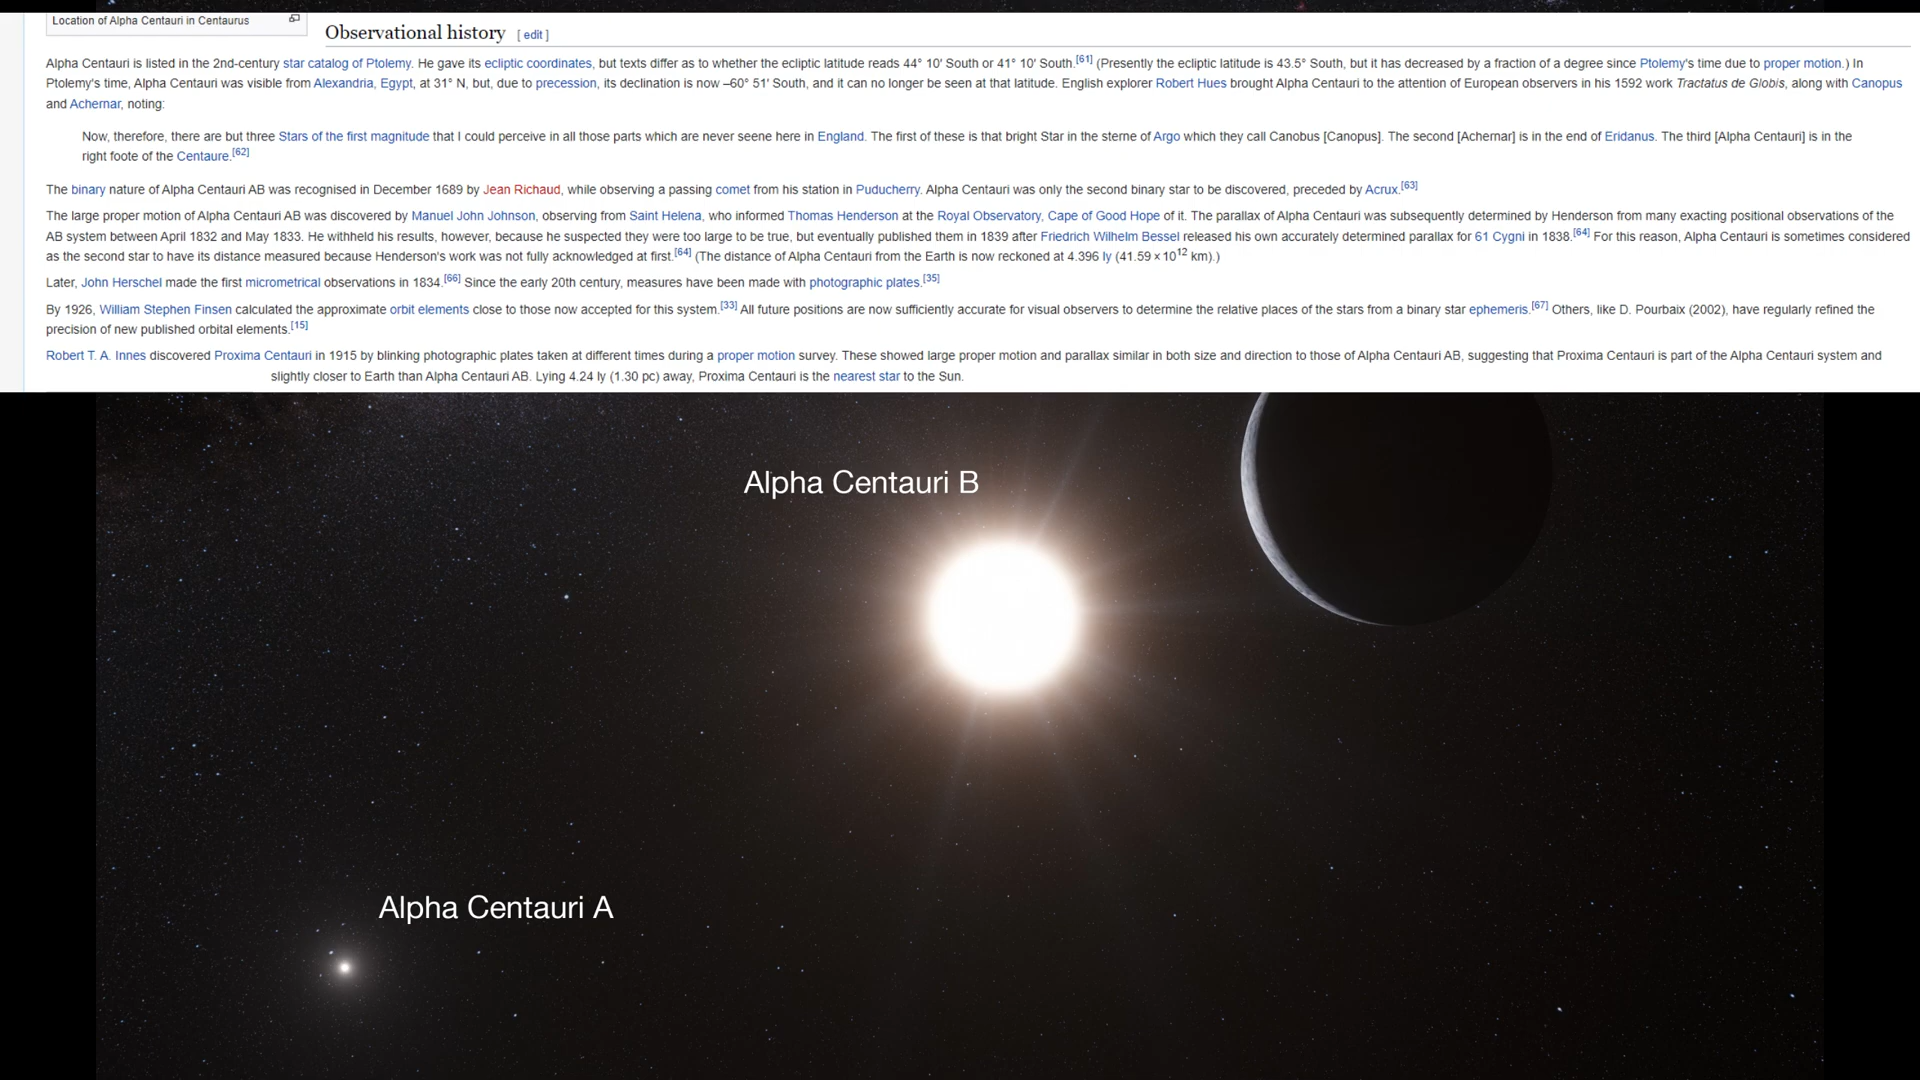 Location of Alpha Centauri in Centaurus
Observational history [ edit ]
Alpha Centauri is listed in the 2nd-century star catalog of Ptolemy. He gave its ecliptic coordinates, but texts differ as to whether the ecliptic latitude reads 44° 10′ South or 41° 10′ South.[61] (Presently the ecliptic latitude is 43.5° South, but it has decreased by a fraction of a degree since Ptolemy's time due to proper motion.) In
Ptolemy's time, Alpha Centauri was visible from Alexandria, Egypt, at 31° N, but, due to precession, its declination is now –60° 51′ South, and it can no longer be seen at that latitude. English explorer Robert Hues brought Alpha Centauri to the attention of European observers in his 1592 work Tractatus de Globis, along with Canopus
and Achernar, noting:
Now, therefore, there are but three Stars of the first magnitude that I could perceive in all those parts which are never seene here in England. The first of these is that bright Star in the sterne of Argo which they call Canobus [Canopus]. The second [Achernar] is in the end of Eridanus. The third [Alpha Centauri] is in the
right foote of the Centaure.[62]
The binary nature of Alpha Centauri AB was recognised in December 1689 by Jean Richaud, while observing a passing comet from his station in Puducherry. Alpha Centauri was only the second binary star to be discovered, preceded by Acrux.[63]
The large proper motion of Alpha Centauri AB was discovered by Manuel John Johnson, observing from Saint Helena, who informed Thomas Henderson at the Royal Observatory, Cape of Good Hope of it. The parallax of Alpha Centauri was subsequently determined by Henderson from many exacting positional observations of the
AB system between April 1832 and May 1833. He withheld his results, however, because he suspected they were too large to be true, but eventually published them in 1839 after Friedrich Wilhelm Bessel released his own accurately determined parallax for 61 Cygni in 1838.[64] For this reason, Alpha Centauri is sometimes considered
as the second star to have its distance measured because Henderson's work was not fully acknowledged at first.[64] (The distance of Alpha Centauri from the Earth is now reckoned at 4.396 ly (41.59 × 10¹² km).)
Later, John Herschel made the first micrometrical observations in 1834.[66] Since the early 20th century, measures have been made with photographic plates.[35]
By 1926, William Stephen Finsen calculated the approximate orbit elements close to those now accepted for this system.[33] All future positions are now sufficiently accurate for visual observers to determine the relative places of the stars from a binary star ephemeris.[67] Others, like D. Pourbaix (2002), have regularly refined the
precision of new published orbital elements.[15]
Robert T. A. Innes discovered Proxima Centauri in 1915 by blinking photographic plates taken at different times during a proper motion survey. These showed large proper motion and parallax similar in both size and direction to those of Alpha Centauri AB, suggesting that Proxima Centauri is part of the Alpha Centauri system and
slightly closer to Earth than Alpha Centauri AB. Lying 4.24 ly (1.30 pc) away, Proxima Centauri is the nearest star to the Sun.
Alpha Centauri B
Alpha Centauri A